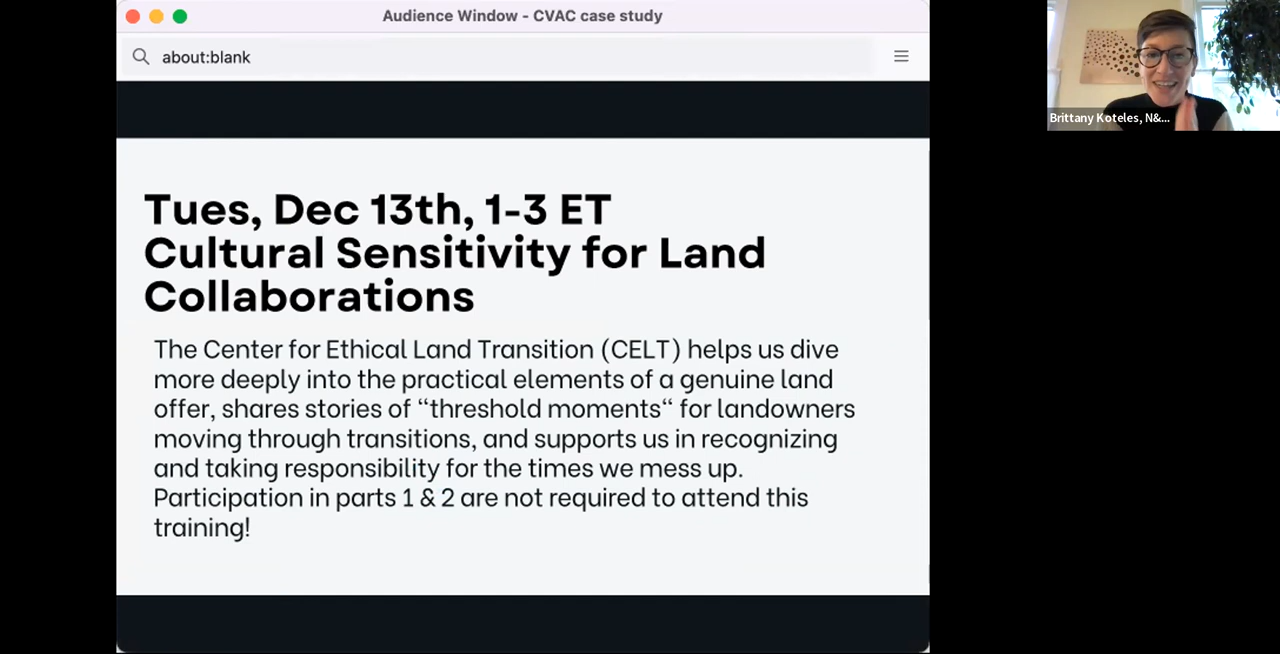 Audience Window - CVAC case study
about:blank
Brittany Koteles, N&...
Tues, Dec 13th, 1-3 ET
Cultural Sensitivity for Land
Collaborations
The Center for Ethical Land Transition (CELT) helps us dive
more deeply into the practical elements of a genuine land
offer, shares stories of “threshold moments“ for landowners
moving through transitions, and supports us in recognizing
and taking responsibility for the times we mess up.
Participation in parts 1 & 2 are not required to attend this
training!